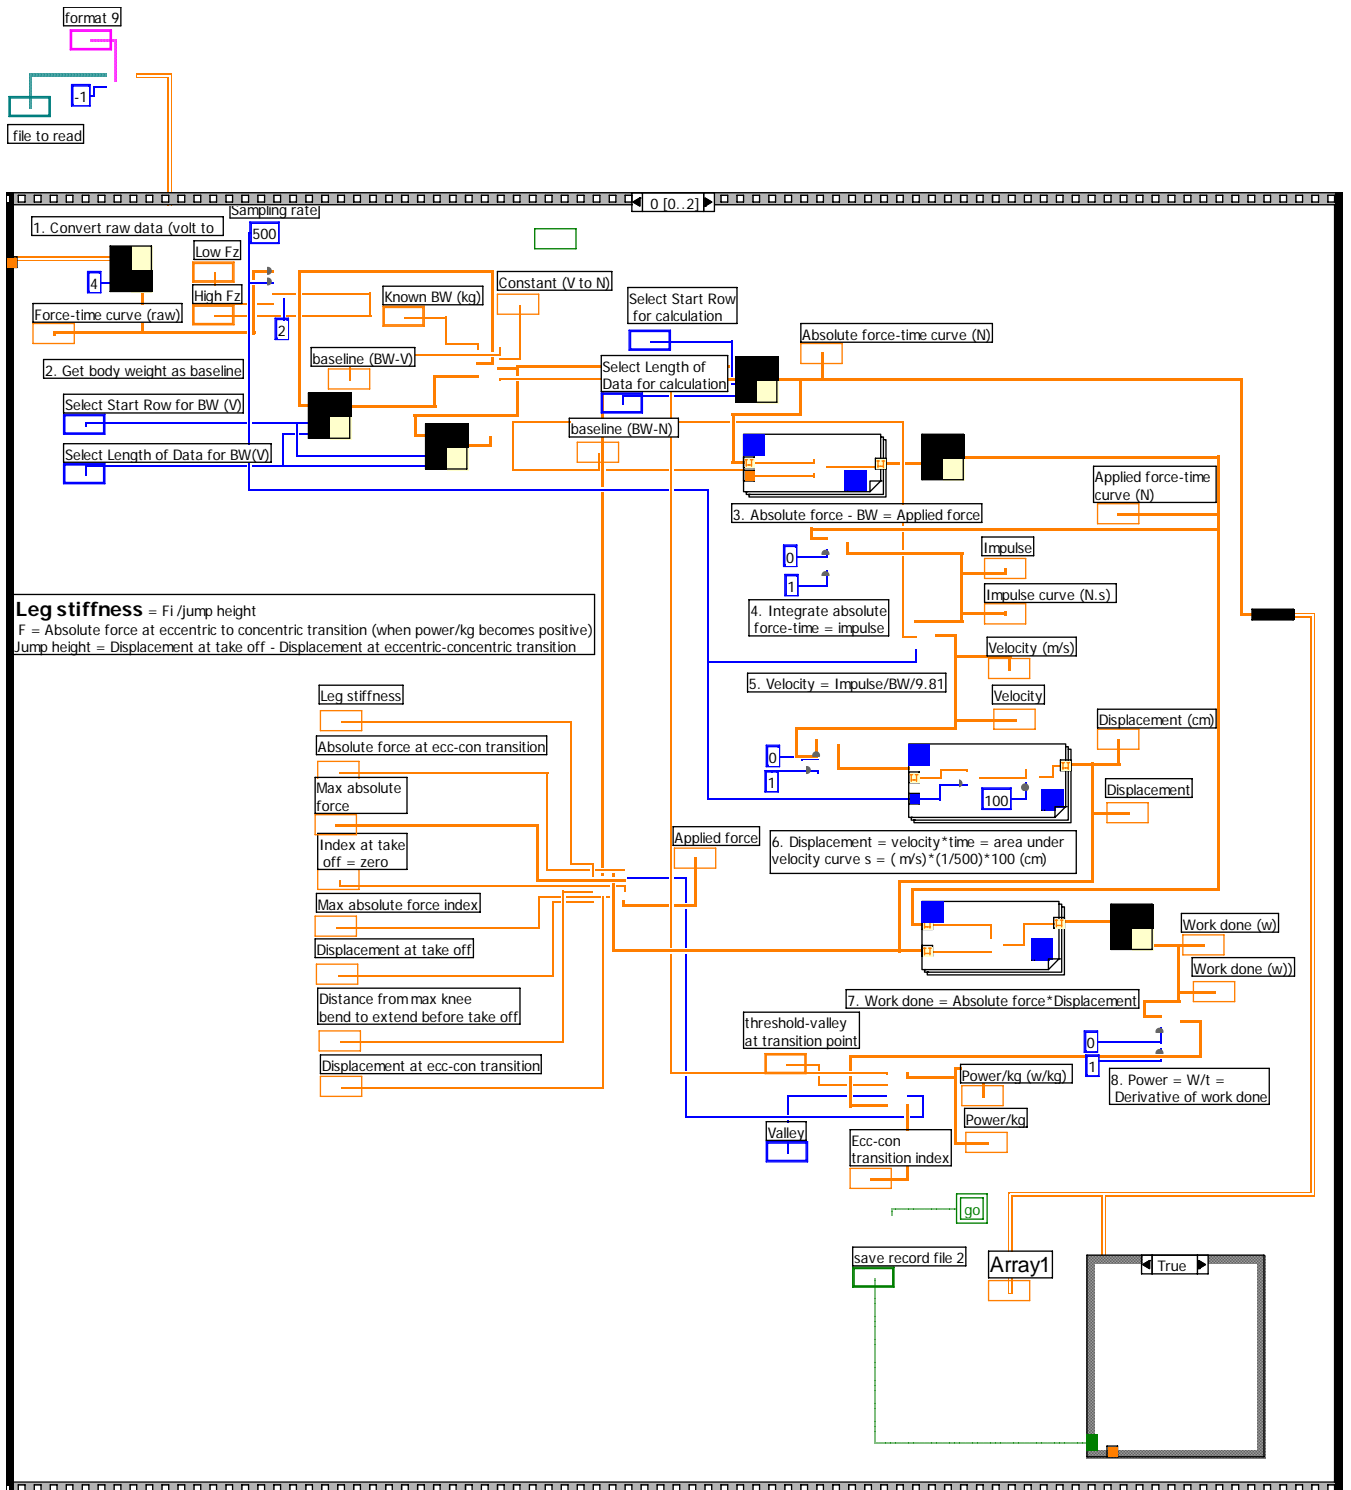 format 9
-1
file to read
0 [0..2]
Sampling rate
500
1. Convert raw data (volt to
Low Fz
4
High Fz
Force-time curve (raw)
2
Known BW (kg)
Constant (V to N)
Select Start Row
for calculation
Absolute force-time curve (N)
baseline (BW-V)
2. Get body weight as baseline
Select Length of
Data for calculation
Select Start Row for BW (V)
baseline (BW-N)
Select Length of Data for BW(V)
Applied force-time
curve (N)
3. Absolute force - BW = Applied force
0
1
Impulse
Impulse curve (N.s)
4. Integrate absolute
force-time = impulse
Leg stiffness = Fi /jump height
F = Absolute force at eccentric to concentric transition (when power/kg becomes positive)
Jump height = Displacement at take off - Displacement at eccentric-concentric transition
Velocity (m/s)
5. Velocity = Impulse/BW/9.81
Velocity
Leg stiffness
Displacement (cm)
Absolute force at ecc-con transition
0
1
Max absolute
force
100
Displacement
Index at take
off = zero
Applied force
6. Displacement = velocity*time = area under
velocity curve s = ( m/s)*(1/500)*100 (cm)
Max absolute force index
Work done (w)
Displacement at take off
Work done (w))
Distance from max knee
bend to extend before take off
7. Work done = Absolute force*Displacement
threshold-valley
at transition point
0
1
Displacement at ecc-con transition
Power/kg (w/kg)
8. Power = W/t =
Derivative of work done
Power/kg
Valley
Ecc-con
transition index
go
save record file 2
Array1
True